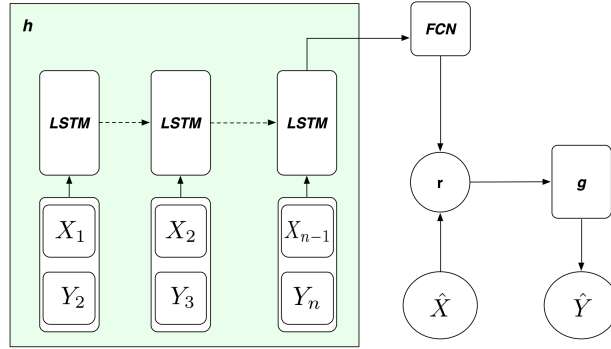 h
FCN
LSTM LSTM LSTM
r
g
X₁ X₂ Xₙ₋₁
Y₂ Y₃ Yₙ
X̂ Ŷ